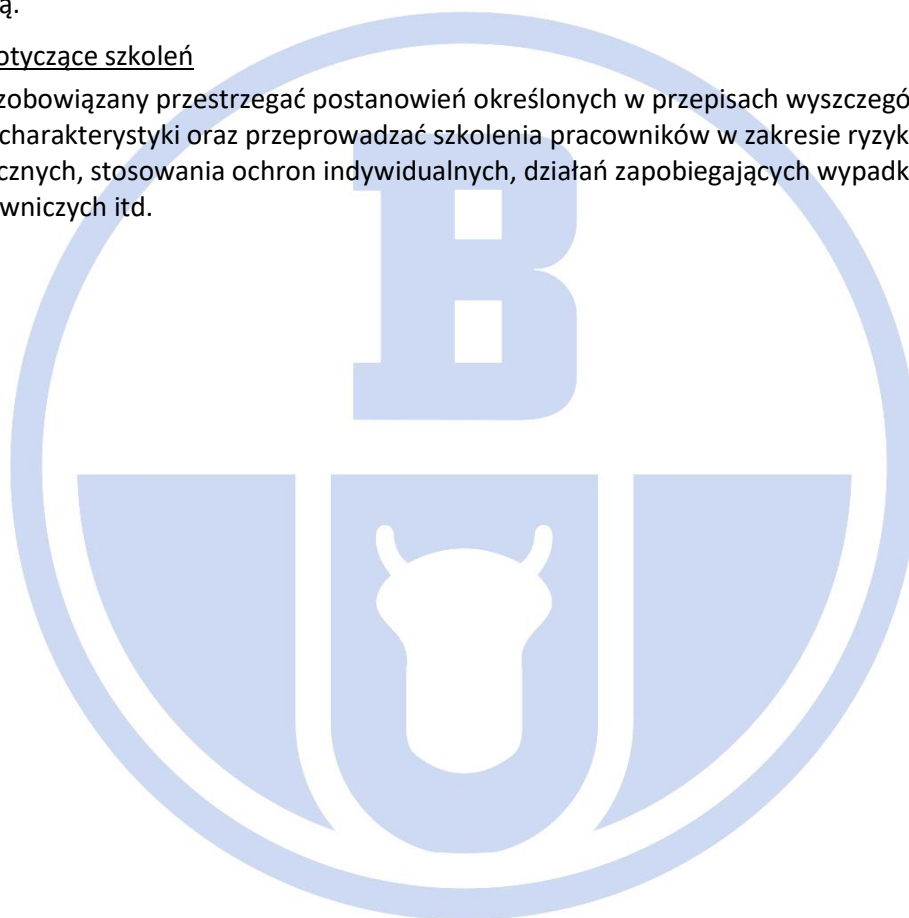 ą.
otyczące szkoleń
zobowiązany przestrzegać postanowień określonych w przepisach wyszczegó
charakterystyki oraz przeprowadzać szkolenia pracowników w zakresie ryzyk
cznych, stosowania ochron indywidualnych, działań zapobiegających wypadk
wniczych itd.
B